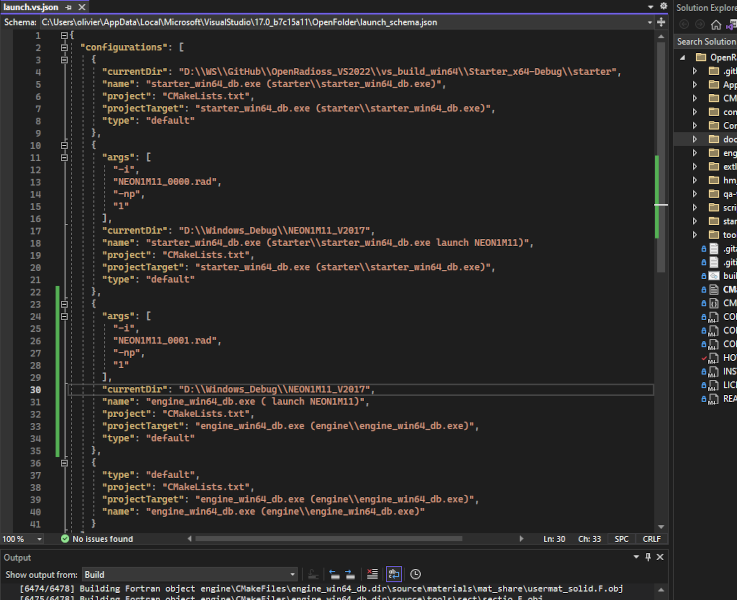 launch.vs.json
Solution Explore
Schema: C:\Users\olivier\AppData\Local\Microsoft\VisualStudio\17.0_b7c15a11\OpenFolder\launch_schema.json
Search Solution
1 {
2 "configurations": [
3 {
4 "currentDir": "D:\\WS\\GitHub\\OpenRadioss_VS2022\\vs_build_win64\\Starter_x64-Debug\\starter",
5 "name": "starter_win64_db.exe (starter\\starter_win64_db.exe)",
6 "project": "CMakeLists.txt",
7 "projectTarget": "starter_win64_db.exe (starter\\starter_win64_db.exe)",
8 "type": "default"
9 },
10 {
11 "args": [
12 "-i",
13 "NEON1M11_0000.rad",
14 "-np",
15 "1"
16 ],
17 "currentDir": "D:\\Windows_Debug\\NEON1M11_V2017",
18 "name": "starter_win64_db.exe (starter\\starter_win64_db.exe launch NEON1M11)",
19 "project": "CMakeLists.txt",
20 "projectTarget": "starter_win64_db.exe (starter\\starter_win64_db.exe)",
21 "type": "default"
22 },
23 {
24 "args": [
25 "-i",
26 "NEON1M11_0001.rad",
27 "-np",
28 "1"
29 ],
30 "currentDir": "D:\\Windows_Debug\\NEON1M11_V2017",
31 "name": "engine_win64_db.exe ( launch NEON1M11)",
32 "project": "CMakeLists.txt",
33 "projectTarget": "engine_win64_db.exe (engine\\engine_win64_db.exe)",
34 "type": "default"
35 },
36 {
37 "type": "default",
38 "project": "CMakeLists.txt",
39 "projectTarget": "engine_win64_db.exe (engine\\engine_win64_db.exe)",
40 "name": "engine_win64_db.exe (engine\\engine_win64_db.exe)"
41 }
OpenRa
.git
App
CM
con
Con
doc
eng
extl
hm_
qa-
scri
star
too
.gita
.giti
buil
CMa
CM
CO
CO
CO
HO
INS
LICE
REA
100 %
No issues found
Ln: 30
Ch: 33
SPC
CRLF
Output
Show output from: Build
[6474/6478] Building Fortran object engine\CMakeFiles\engine_win64_db.dir\source\materials\mat_share\usermat_solid.F.obj
[6475/6478] Building Fortran object engine\CMakeFiles\engine_win64_db.dir\source\tools\sect\sectio.F.obj